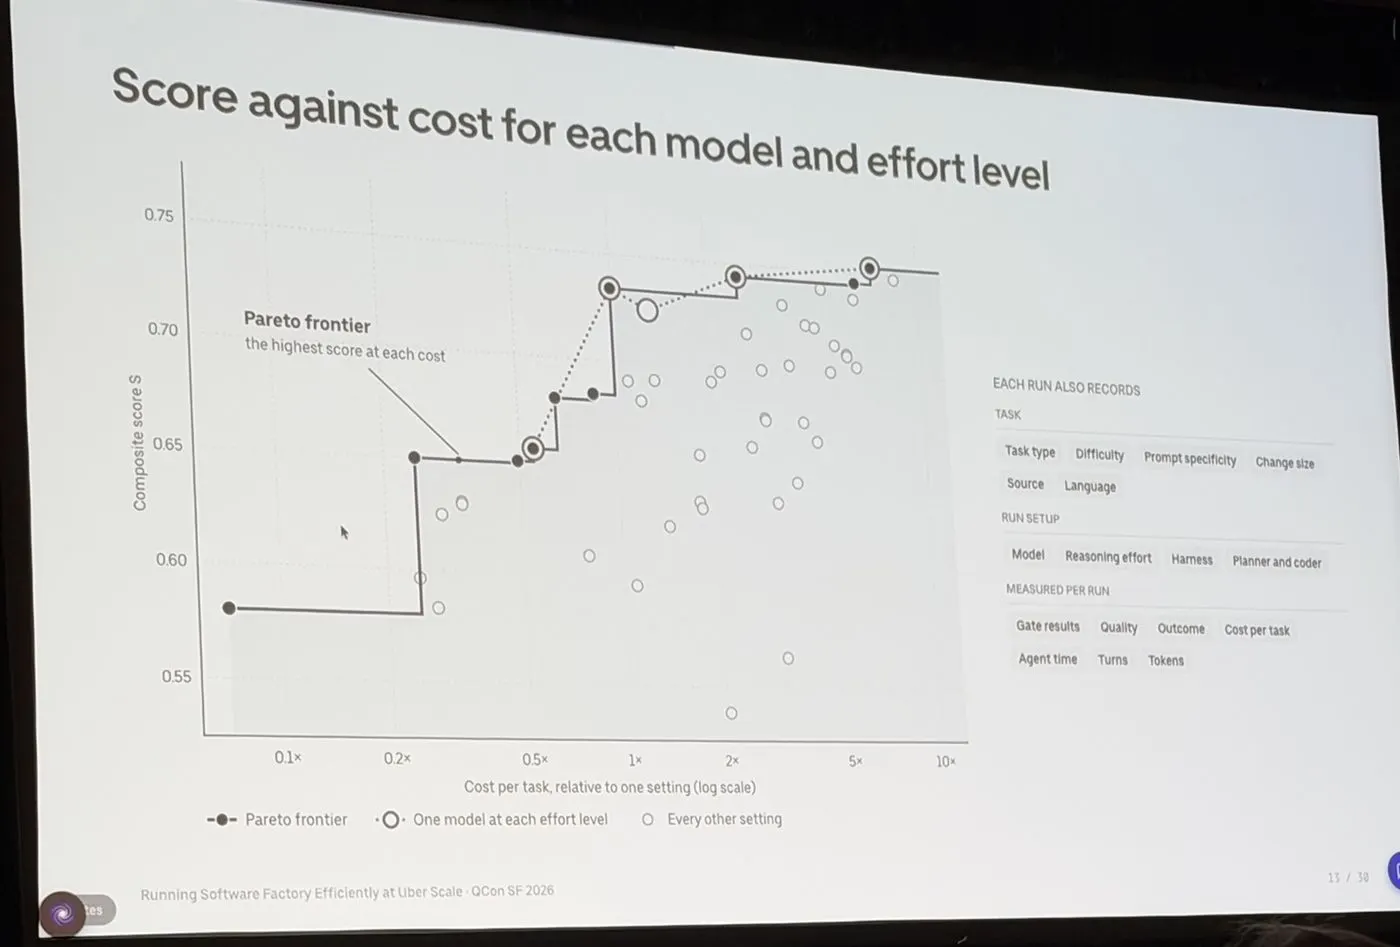 Score against cost for each model and effort level
0.75
0.70
0.65
0.60
0.55
Composite score S
Pareto frontier
the highest score at each cost
0.1×
0.2×
0.5×
1×
2×
5×
10×
Cost per task, relative to one setting (log scale)
Pareto frontier
One model at each effort level
Every other setting
EACH RUN ALSO RECORDS
TASK
Task type Difficulty Prompt specificity Change size
Source Language
RUN SETUP
Model Reasoning effort Harness Planner and coder
MEASURED PER RUN
Gate results Quality Outcome Cost per task
Agent time Turns Tokens
Running Software Factory Efficiently at Uber Scale · QCon SF 2026
13 / 30